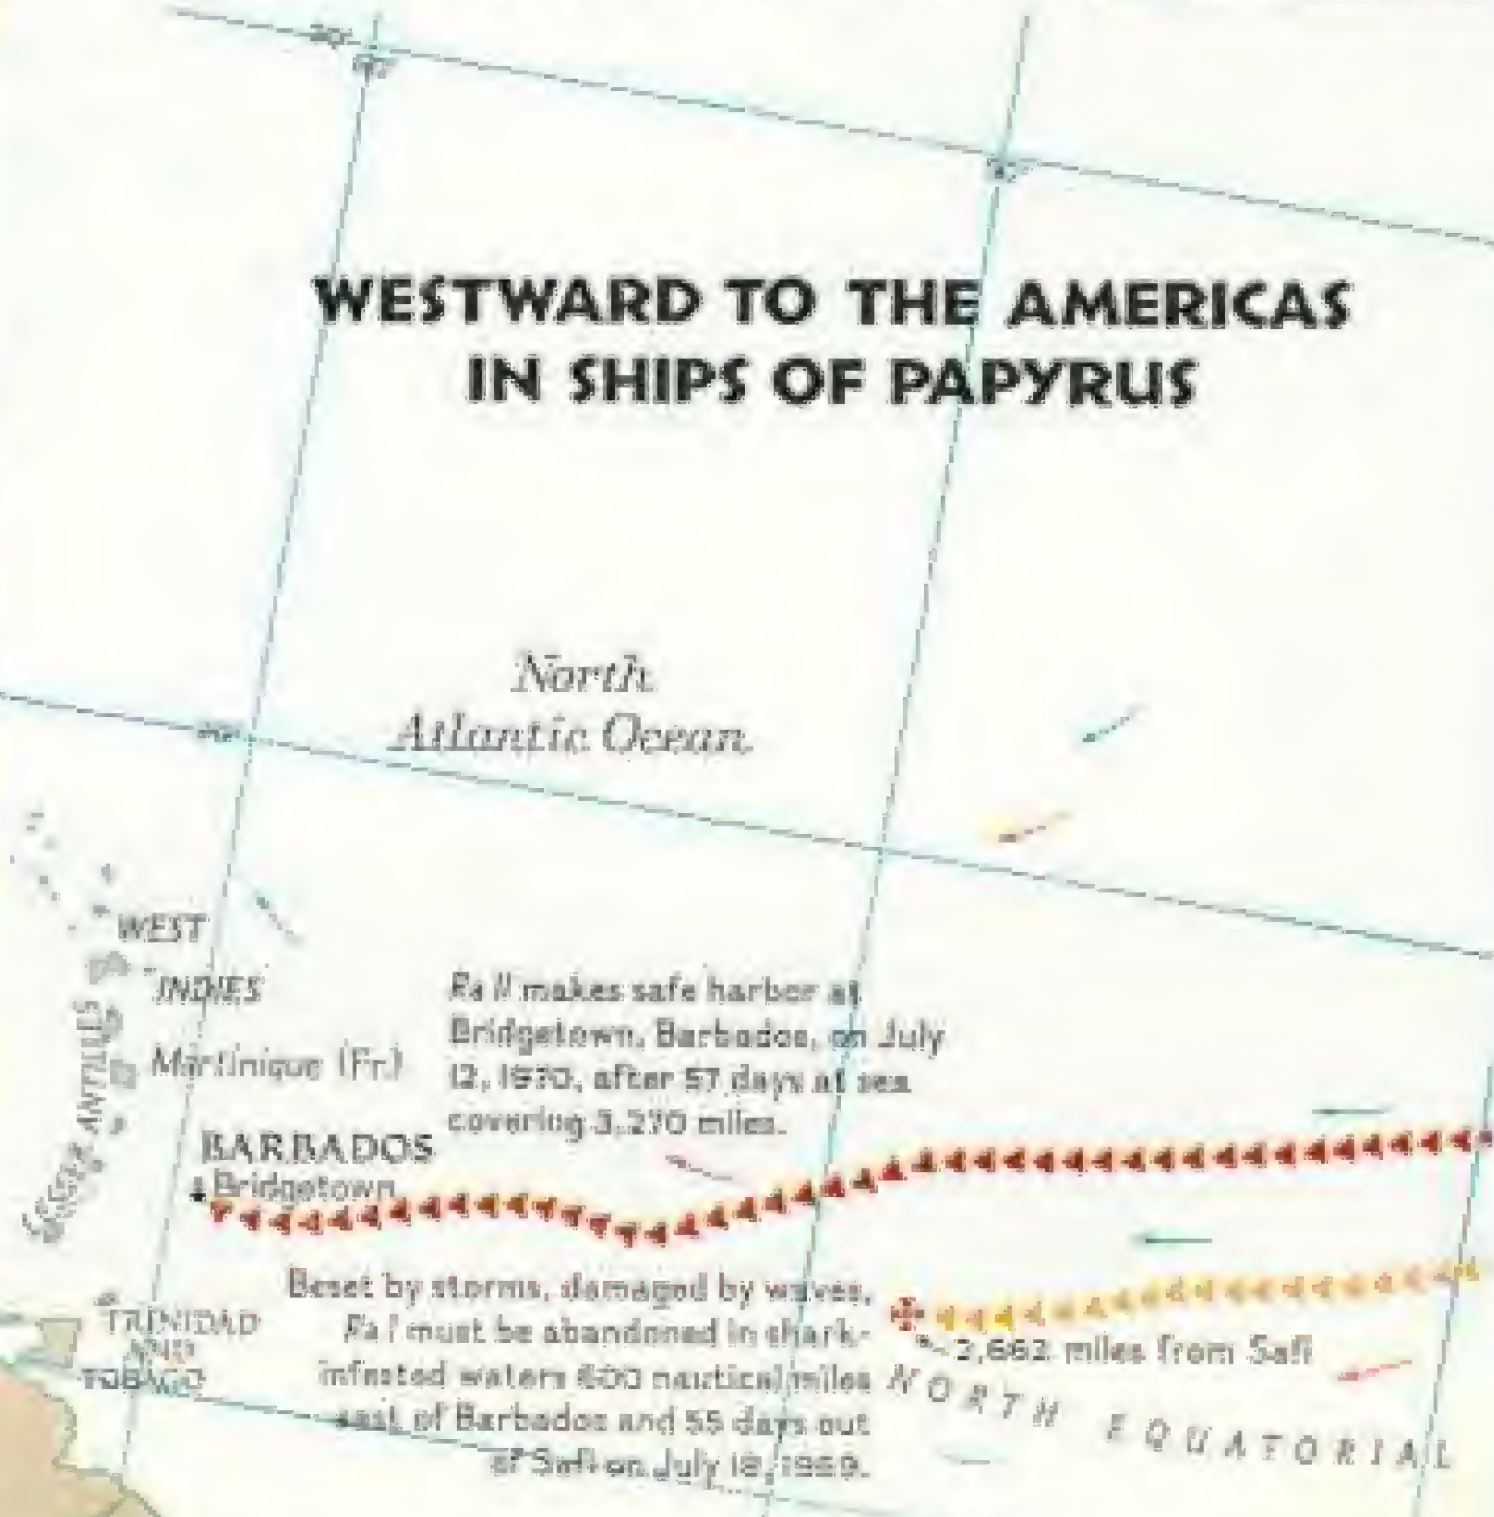 WESTWARD TO THE AMERICAS
IN SHIPS OF PAPYRUS
North
Atlantic Ocean
WEST
INDIES
LESSER ANTILLES
Martinique (Fr.)
Ra II makes safe harbor at
Bridgetown, Barbados, on July
12, 1970, after 57 days at sea
covering 3,270 miles.
BARBADOS
Bridgetown
Beset by storms, damaged by waves,
Ra I must be abandoned in shark-
infested waters 600 nautical miles
east of Barbados and 55 days out
of Safi on July 18, 1969.
2,662 miles from Safi
TRINIDAD
AND
TOBAGO
NORTH EQUATORIAL